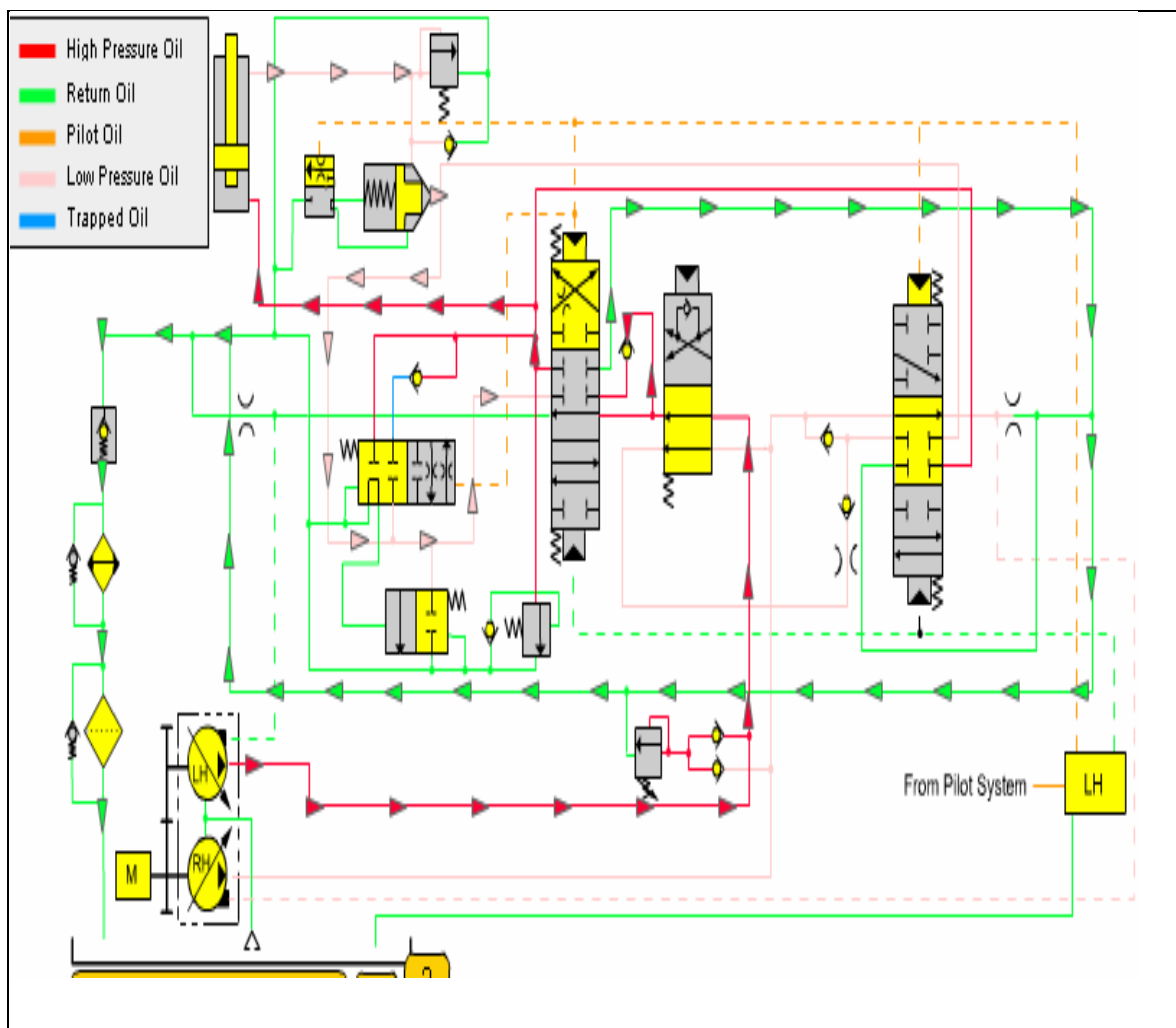 High Pressure Oil
Return Oil
Pilot Oil
Low Pressure Oil
Trapped Oil
LH
RH
M
From Pilot System
LH